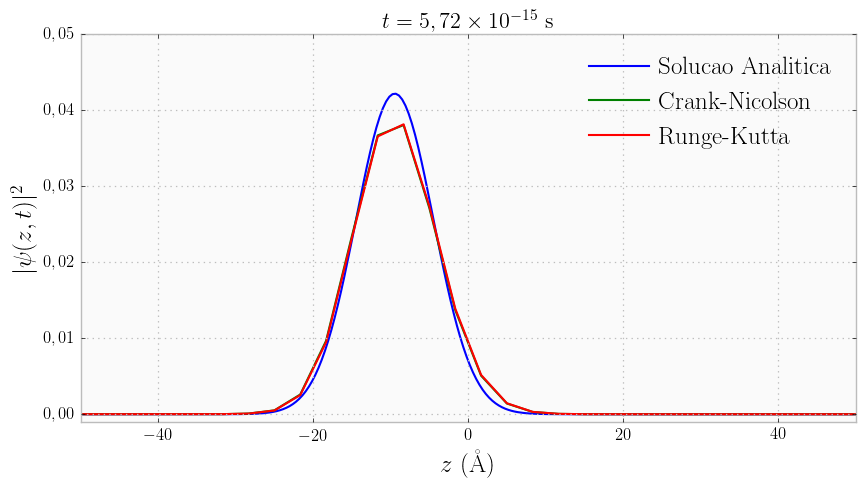 t = 5,72 × 10⁻¹⁵ s
Solucao Analitica
Crank-Nicolson
Runge-Kutta
|ψ(z, t)|²
0,05
0,04
0,03
0,02
0,01
0,00
−40 −20 0 20 40
z (Å)